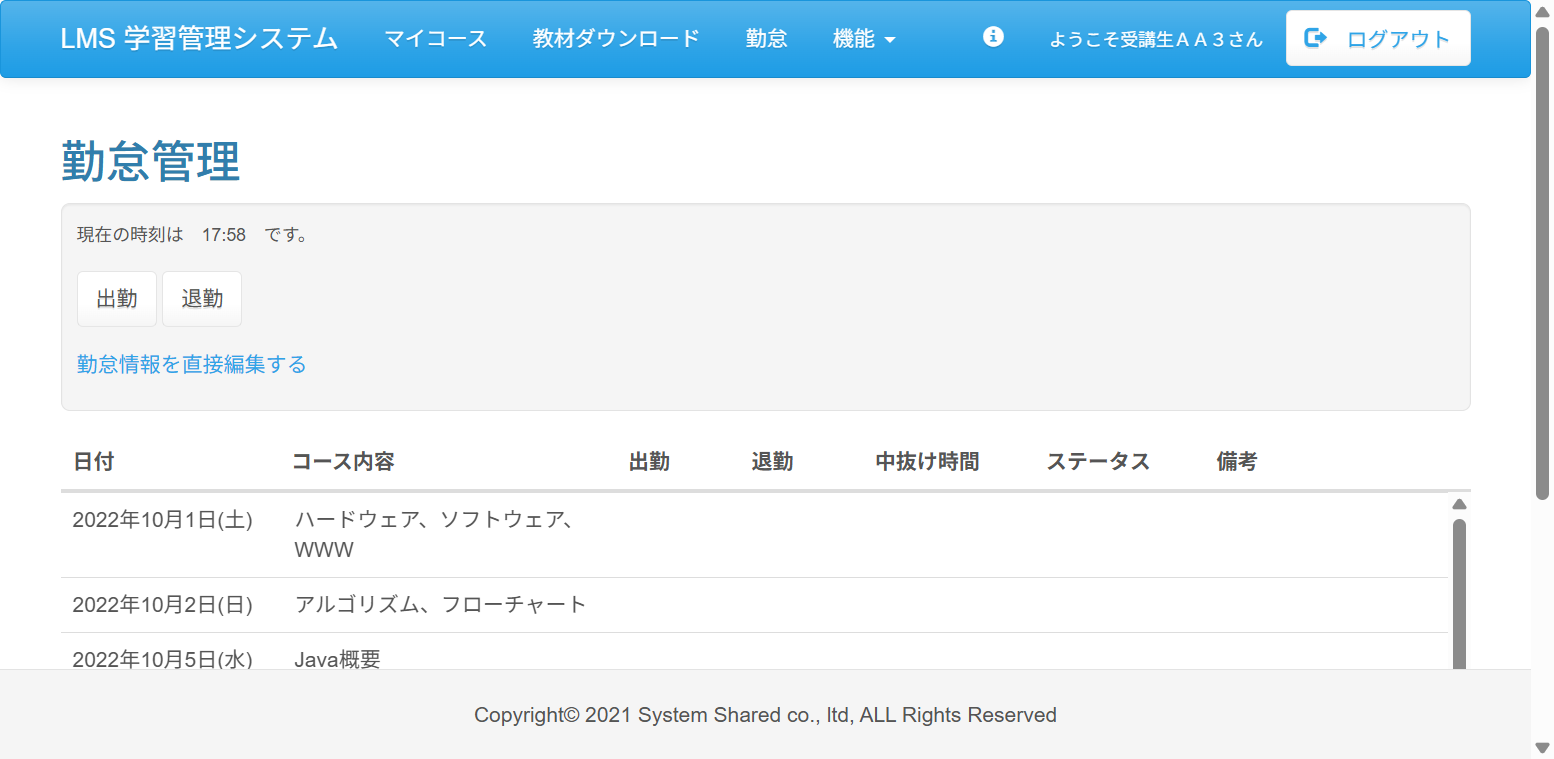 LMS 学習管理システム マイコース 教材ダウンロード 勤怠 機能 ようこそ受講生ＡＡ３さん ログアウト
勤怠管理
現在の時刻は　17:58　です。
出勤 退勤
勤怠情報を直接編集する
日付 コース内容 出勤 退勤 中抜け時間 ステータス 備考
2022年10月1日(土) ハードウェア、ソフトウェア、
WWW
2022年10月2日(日) アルゴリズム、フローチャート
2022年10月5日(水) Java概要
Copyright© 2021 System Shared co., ltd, ALL Rights Reserved